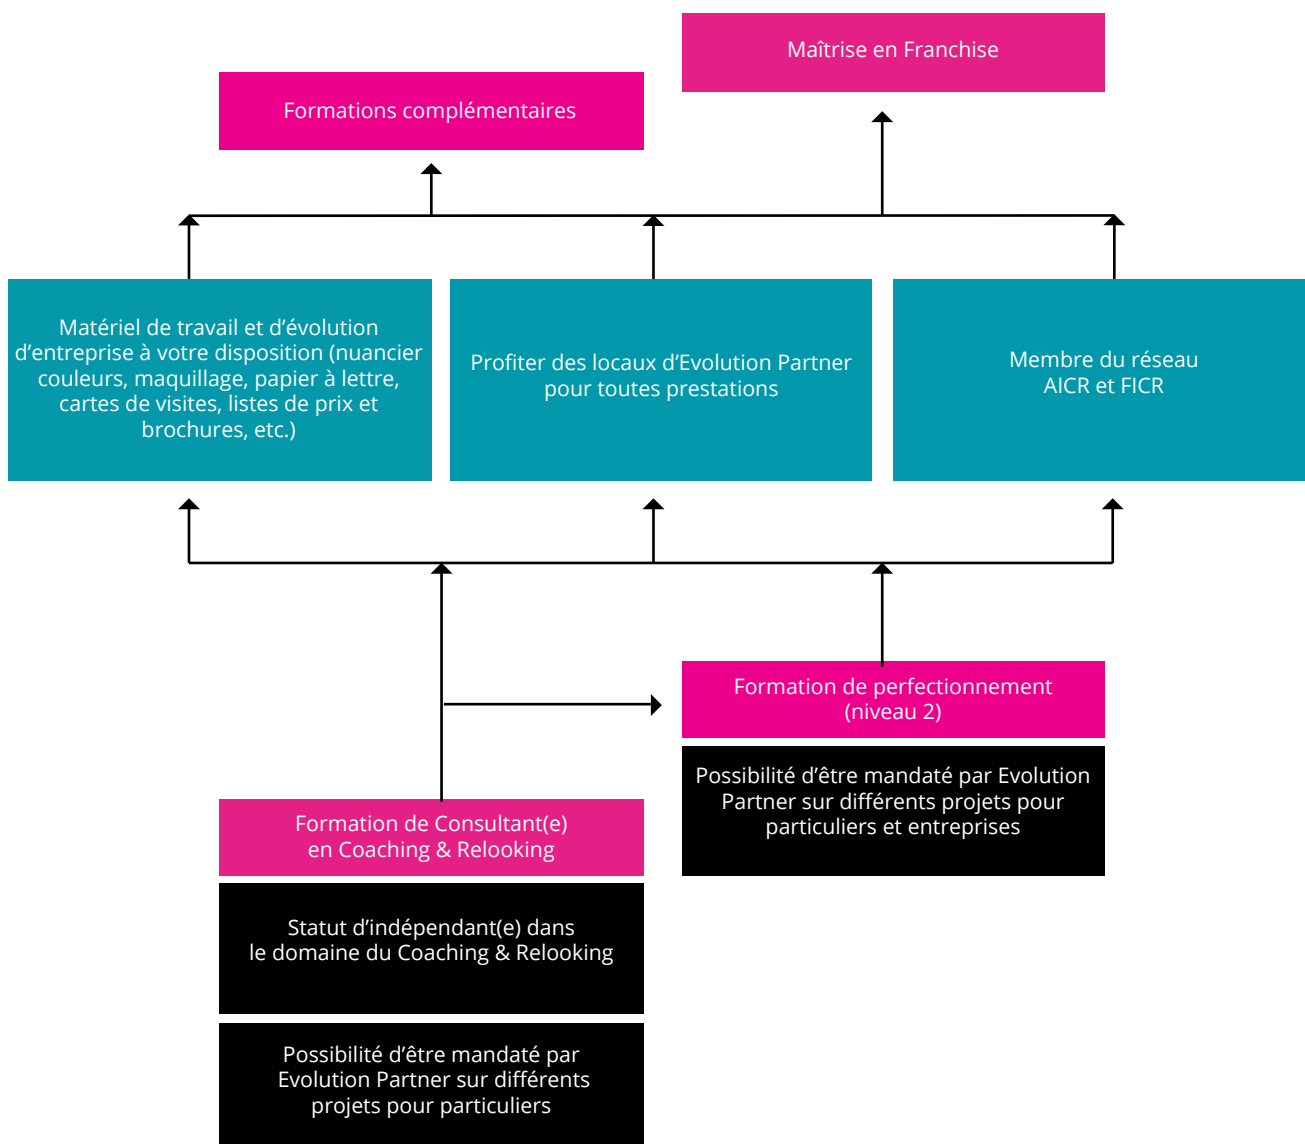 Maîtrise en Franchise
Formations complémentaires
Matériel de travail et d’évolution
d’entreprise à votre disposition (nuancier
couleurs, maquillage, papier à lettre,
cartes de visites, listes de prix et
brochures, etc.)
Profiter des locaux d’Evolution Partner
pour toutes prestations
Membre du réseau
AICR et FICR
Formation de perfectionnement
(niveau 2)
Possibilité d’être mandaté par Evolution
Partner sur différents projets pour
particuliers et entreprises
Formation de Consultant(e)
en Coaching & Relooking
Statut d’indépendant(e) dans
le domaine du Coaching & Relooking
Possibilité d’être mandaté par
Evolution Partner sur différents
projets pour particuliers